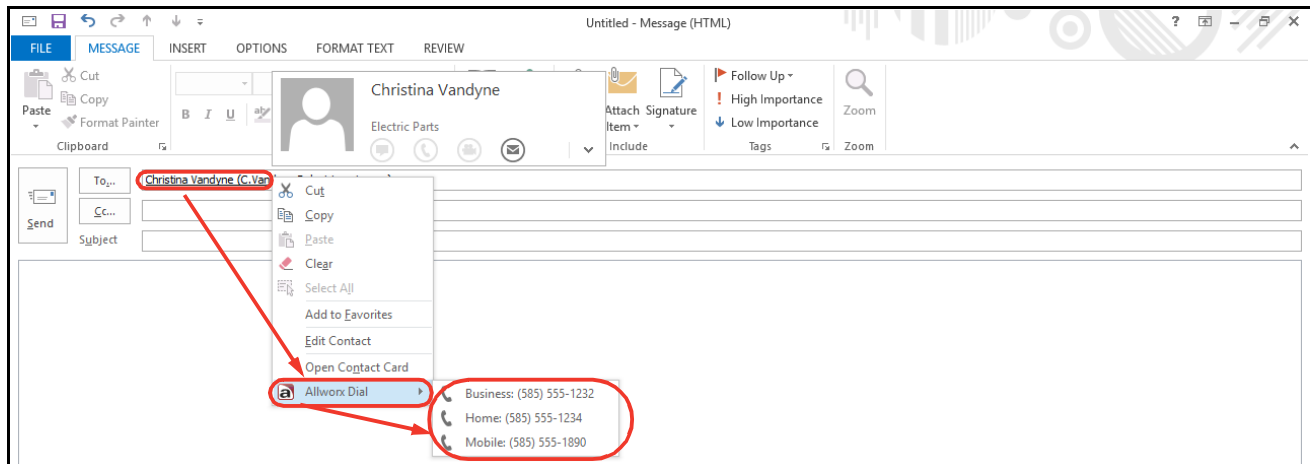 Untitled - Message (HTML)
?
FILE MESSAGE INSERT OPTIONS FORMAT TEXT REVIEW
Paste
Cut
Copy
Format Painter
Clipboard
B I U aby
Christina Vandyne
Electric Parts
Attach Item
Signature
Include
Follow Up
High Importance
Low Importance
Tags
Zoom
Zoom
Send
To...
Christina Vandyne (C.Van
Cc...
Subject
Cut
Copy
Paste
Clear
Select All
Add to Favorites
Edit Contact
Open Contact Card
a Allworx Dial
Business: (585) 555-1232
Home: (585) 555-1234
Mobile: (585) 555-1890